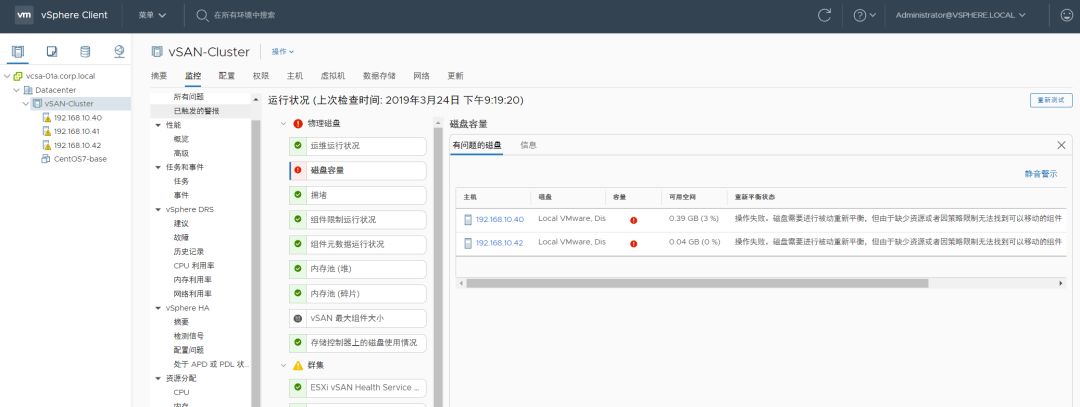 vm vSphere Client 菜单 在所有环境中搜索 Administrator@VSPHERE.LOCAL
vcsa-01a.corp.local
Datacenter
vSAN-Cluster
192.168.10.40
192.168.10.41
192.168.10.42
CentOS7-base
vSAN-Cluster 操作
摘要 监控 配置 权限 主机 虚拟机 数据存储 网络 更新
所有问题
已触发的警报
性能
概览
高级
任务和事件
任务
事件
vSphere DRS
建议
故障
历史记录
CPU 利用率
内存利用率
网络利用率
vSphere HA
摘要
检测信号
配置问题
处于 APD 或 PDL 状...
资源分配
CPU
内存
运行状况 (上次检查时间: 2019年3月24日 下午9:19:20)
重新测试
物理磁盘
运维运行状况
磁盘容量
拥堵
组件限制运行状况
组件元数据运行状况
内存池 (堆)
内存池 (碎片)
vSAN 最大组件大小
存储控制器上的磁盘使用情况
群集
ESXi vSAN Health Service ...
磁盘容量
有问题的磁盘 信息
静音警示
主机 磁盘 容量 可用空间 重新平衡状态
192.168.10.40 Local VMware, Dis 0.39 GB (3 %) 操作失败。磁盘需要进行被动重新平衡，但由于缺少资源或者因策略限制无法找到可以移动的组件
192.168.10.42 Local VMware, Dis 0.04 GB (0 %) 操作失败。磁盘需要进行被动重新平衡，但由于缺少资源或者因策略限制无法找到可以移动的组件